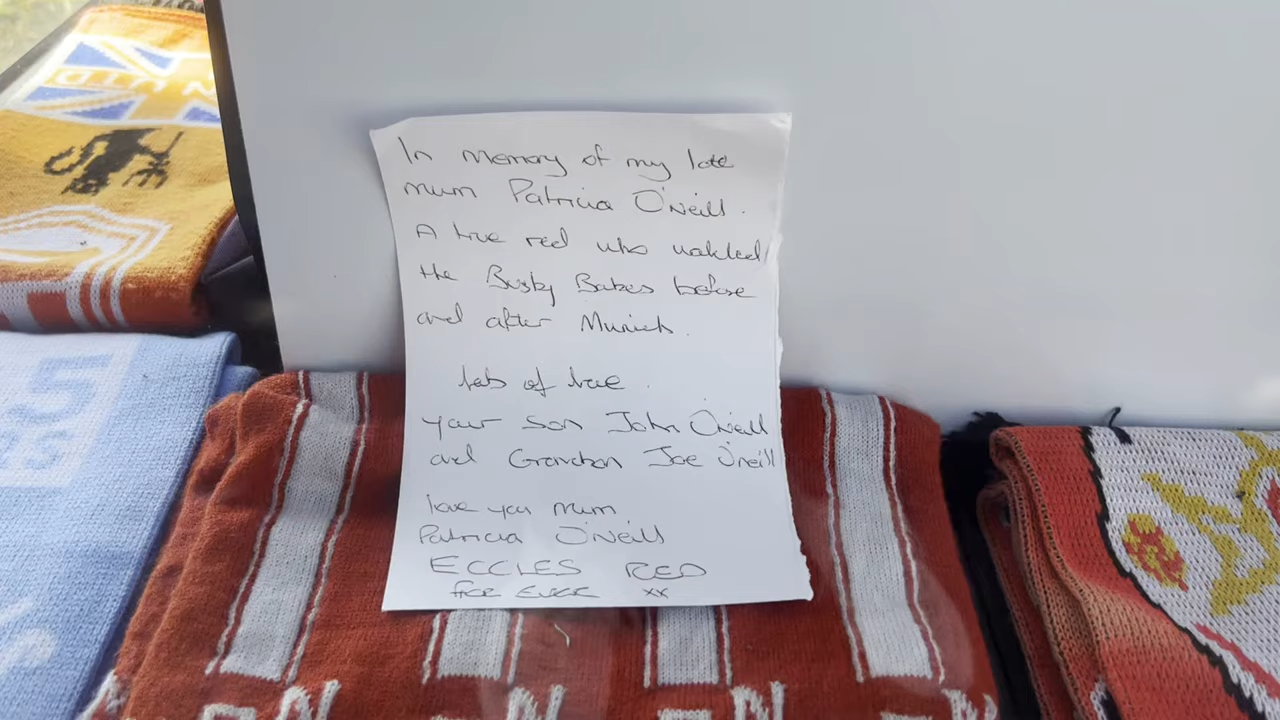 In memory of my late
mum Patricia O'Neill.
A true red who watched
the Busby Babes before
and after Munich.
lots of love.
your son John O'Neill
and Grandson Joe O'Neill
love you mum
Patricia O'Neill
ECCLES RED
FOR EVER xx
UTD
5